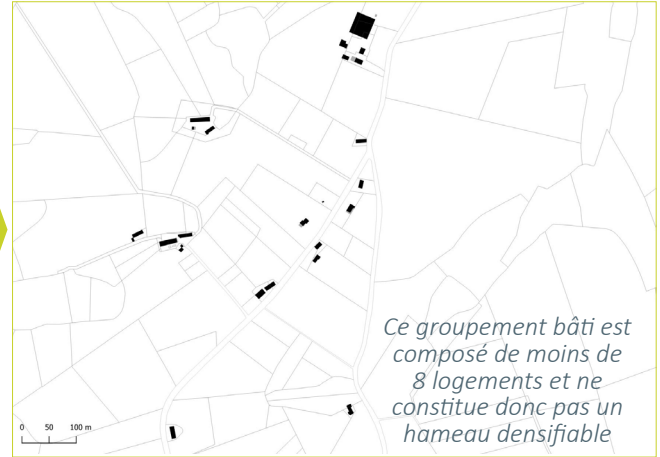 Ce groupement bâti est
composé de moins de
8 logements et ne
constitue donc pas un
hameau densifiable
0 50 100 m